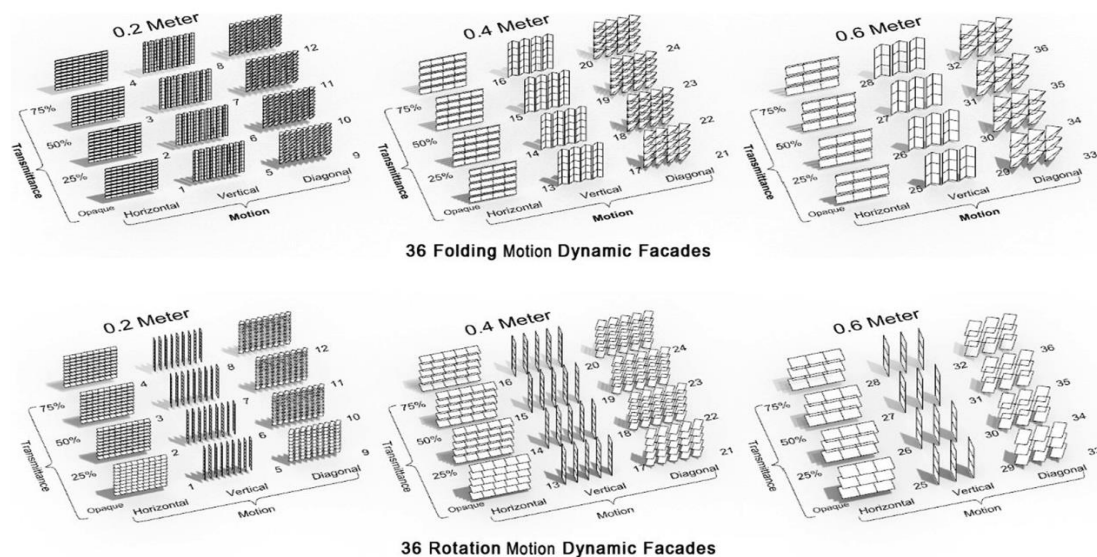 0.2 Meter
12
4
8
11
75%
3
7
10
50%
2
6
9
25%
1
5
Opaque
Horizontal
Vertical
Diagonal
Transmittance
Motion
0.4 Meter
24
16
20
23
75%
15
19
22
50%
14
18
21
25%
13
17
Opaque
Horizontal
Vertical
Diagonal
Transmittance
Motion
0.6 Meter
36
28
32
35
75%
27
31
34
50%
26
30
33
25%
25
29
Opaque
Horizontal
Vertical
Diagonal
Transmittance
Motion
36 Folding Motion Dynamic Facades
0.2 Meter
12
4
8
11
75%
3
7
10
50%
2
6
9
25%
1
5
Opaque
Horizontal
Vertical
Diagonal
Transmittance
Motion
0.4 Meter
24
16
20
23
75%
15
19
22
50%
14
18
21
25%
13
17
Opaque
Horizontal
Vertical
Diagonal
Transmittance
Motion
0.6 Meter
36
28
32
35
75%
27
31
34
50%
26
30
33
25%
25
29
Opaque
Horizontal
Vertical
Diagonal
Transmittance
Motion
36 Rotation Motion Dynamic Facades